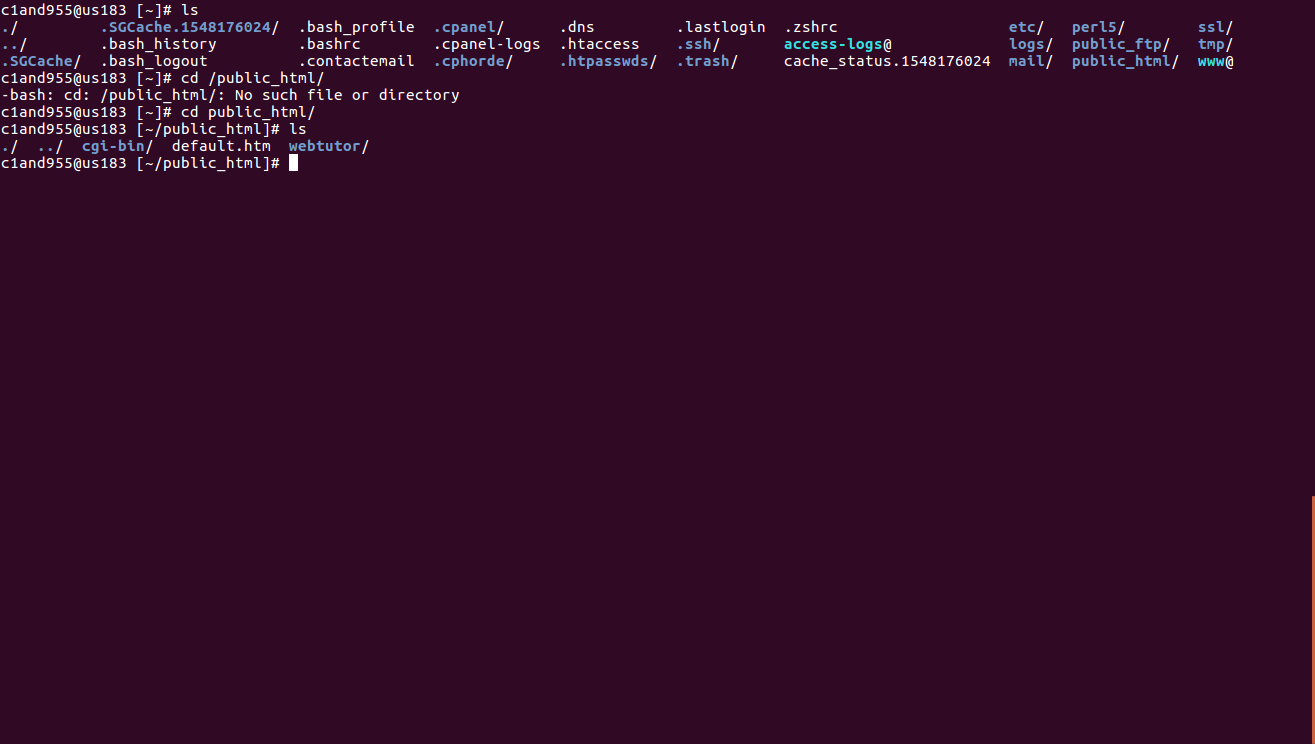 c1and955@us183 [~]# ls
./ .SGCache.1548176024/ .bash_profile .cpanel/ .dns .lastlogin .zshrc etc/ perl5/ ssl/
../ .bash_history .bashrc .cpanel-logs .htaccess .ssh/ access-logs@ logs/ public_ftp/ tmp/
.SGCache/ .bash_logout .contactemail .cphorde/ .htpasswds/ .trash/ cache_status.1548176024 mail/ public_html/ www@
c1and955@us183 [~]# cd /public_html/
-bash: cd: /public_html/: No such file or directory
c1and955@us183 [~]# cd public_html/
c1and955@us183 [~/public_html]# ls
./ ../ cgi-bin/ default.htm webtutor/
c1and955@us183 [~/public_html]#